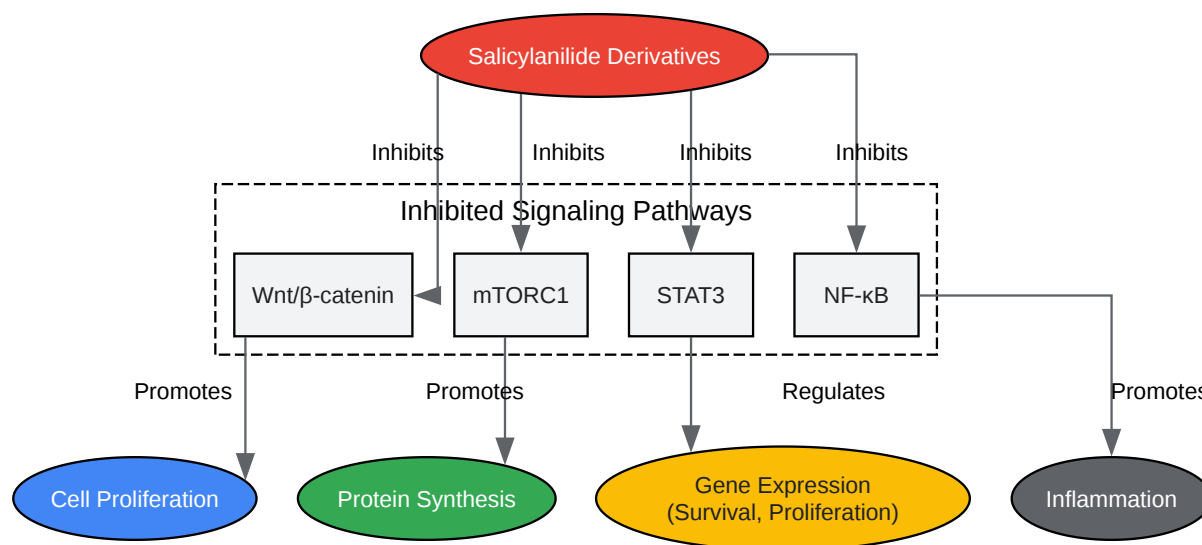 Salicylanilide Derivatives
Inhibits
Inhibits
Inhibits
Inhibits
Inhibited Signaling Pathways
Wnt/β-catenin
mTORC1
STAT3
NF-κB
Promotes
Promotes
Regulates
Promotes
Cell Proliferation
Protein Synthesis
Gene Expression
(Survival, Proliferation)
Inflammation